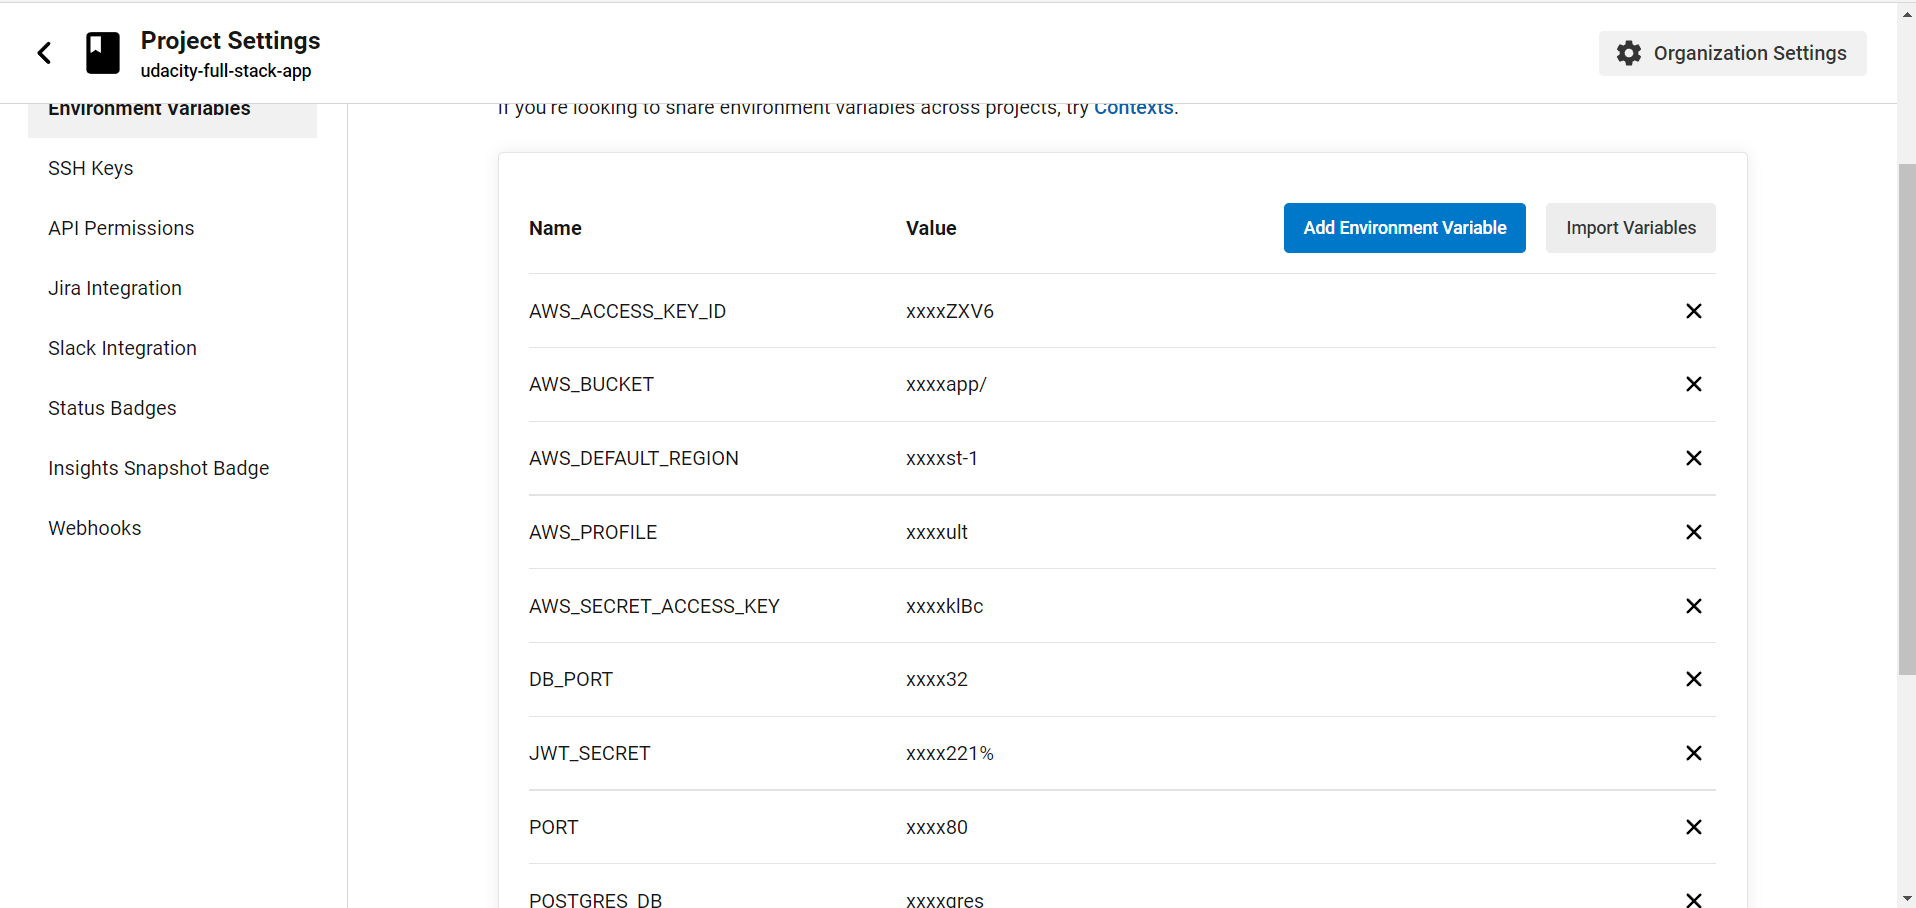 Project Settings
udacity-full-stack-app
Organization Settings
Environment Variables
SSH Keys
API Permissions
Jira Integration
Slack Integration
Status Badges
Insights Snapshot Badge
Webhooks
If you're looking to share environment variables across projects, try Contexts.
Name Value Add Environment Variable Import Variables
AWS_ACCESS_KEY_ID xxxxZXV6
AWS_BUCKET xxxxapp/
AWS_DEFAULT_REGION xxxxst-1
AWS_PROFILE xxxxult
AWS_SECRET_ACCESS_KEY xxxxklBc
DB_PORT xxxx32
JWT_SECRET xxxx221%
PORT xxxx80
POSTGRES_DB xxxxgres